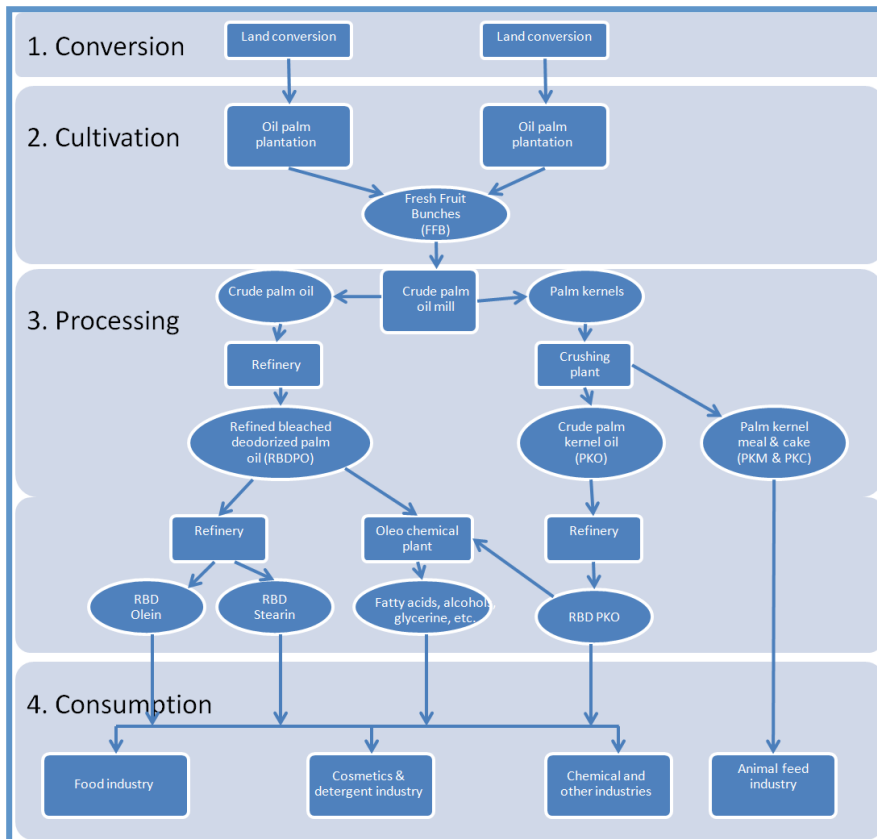 1. Conversion
Land conversion
Land conversion
2. Cultivation
Oil palm
plantation
Oil palm
plantation
Fresh Fruit
Bunches
(FFB)
3. Processing
Crude palm oil
Crude palm
oil mill
Palm kernels
Refinery
Crushing
plant
Refined bleached
deodorized palm
oil (RBDPO)
Crude palm
kernel oil
(PKO)
Palm kernel
meal & cake
(PKM & PKC)
Refinery
Oleo chemical
plant
Refinery
RBD
Olein
RBD
Stearin
Fatty acids, alcohols,
glycerine, etc.
RBD PKO
4. Consumption
Food industry
Cosmetics &
detergent industry
Chemical and
other industries
Animal feed
industry